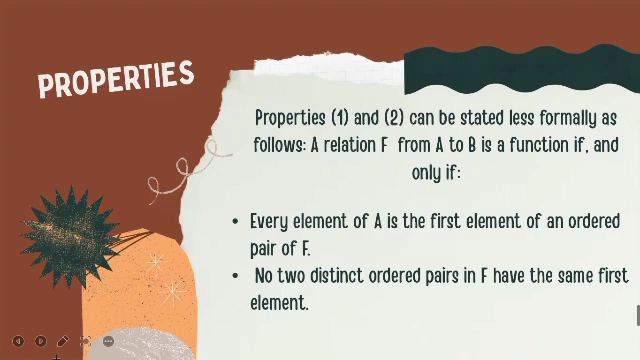 PROPERTIES
Properties (1) and (2) can be stated less formally as
follows: A relation F from A to B is a function if, and
only if:
• Every element of A is the first element of an ordered
pair of F.
• No two distinct ordered pairs in F have the same first
element.